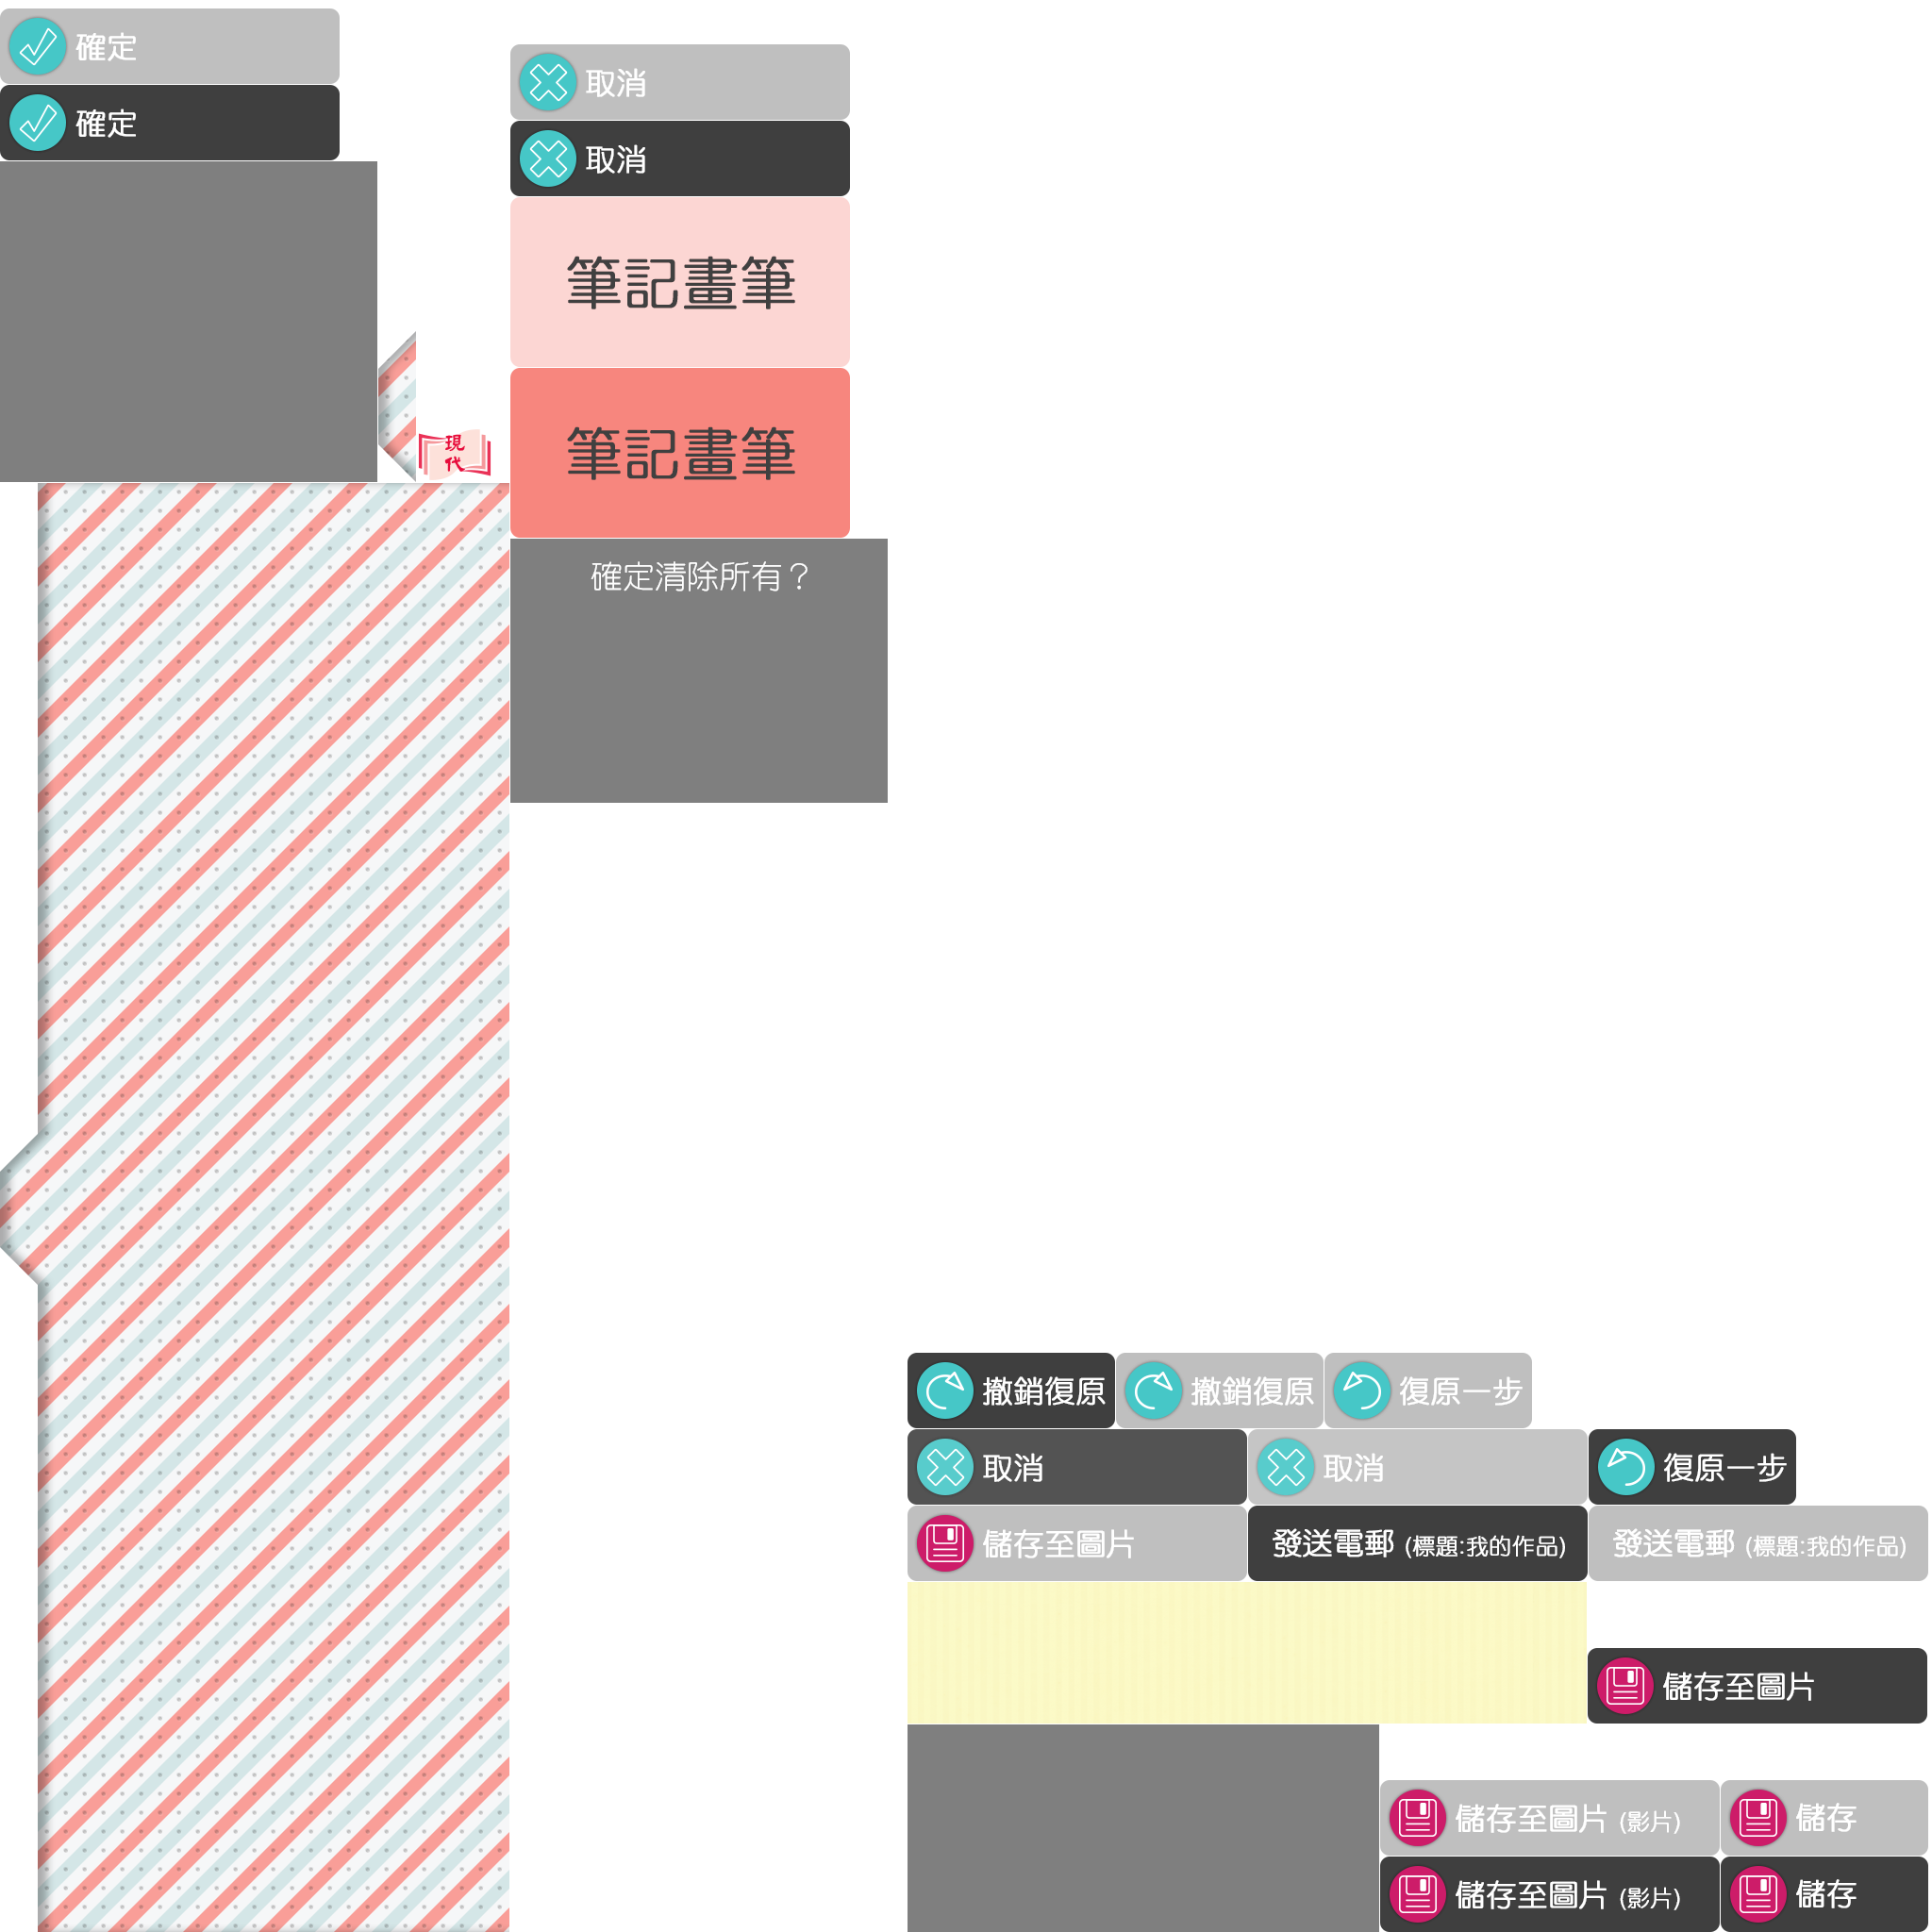 確定
確定
取消
取消
筆記畫筆
現
代
筆記畫筆
確定清除所有？
撤銷復原
撤銷復原
復原一步
取消
取消
復原一步
儲存至圖片
發送電郵 (標題:我的作品)
發送電郵 (標題:我的作品)
儲存至圖片
儲存至圖片 (影片)
儲存
儲存至圖片 (影片)
儲存